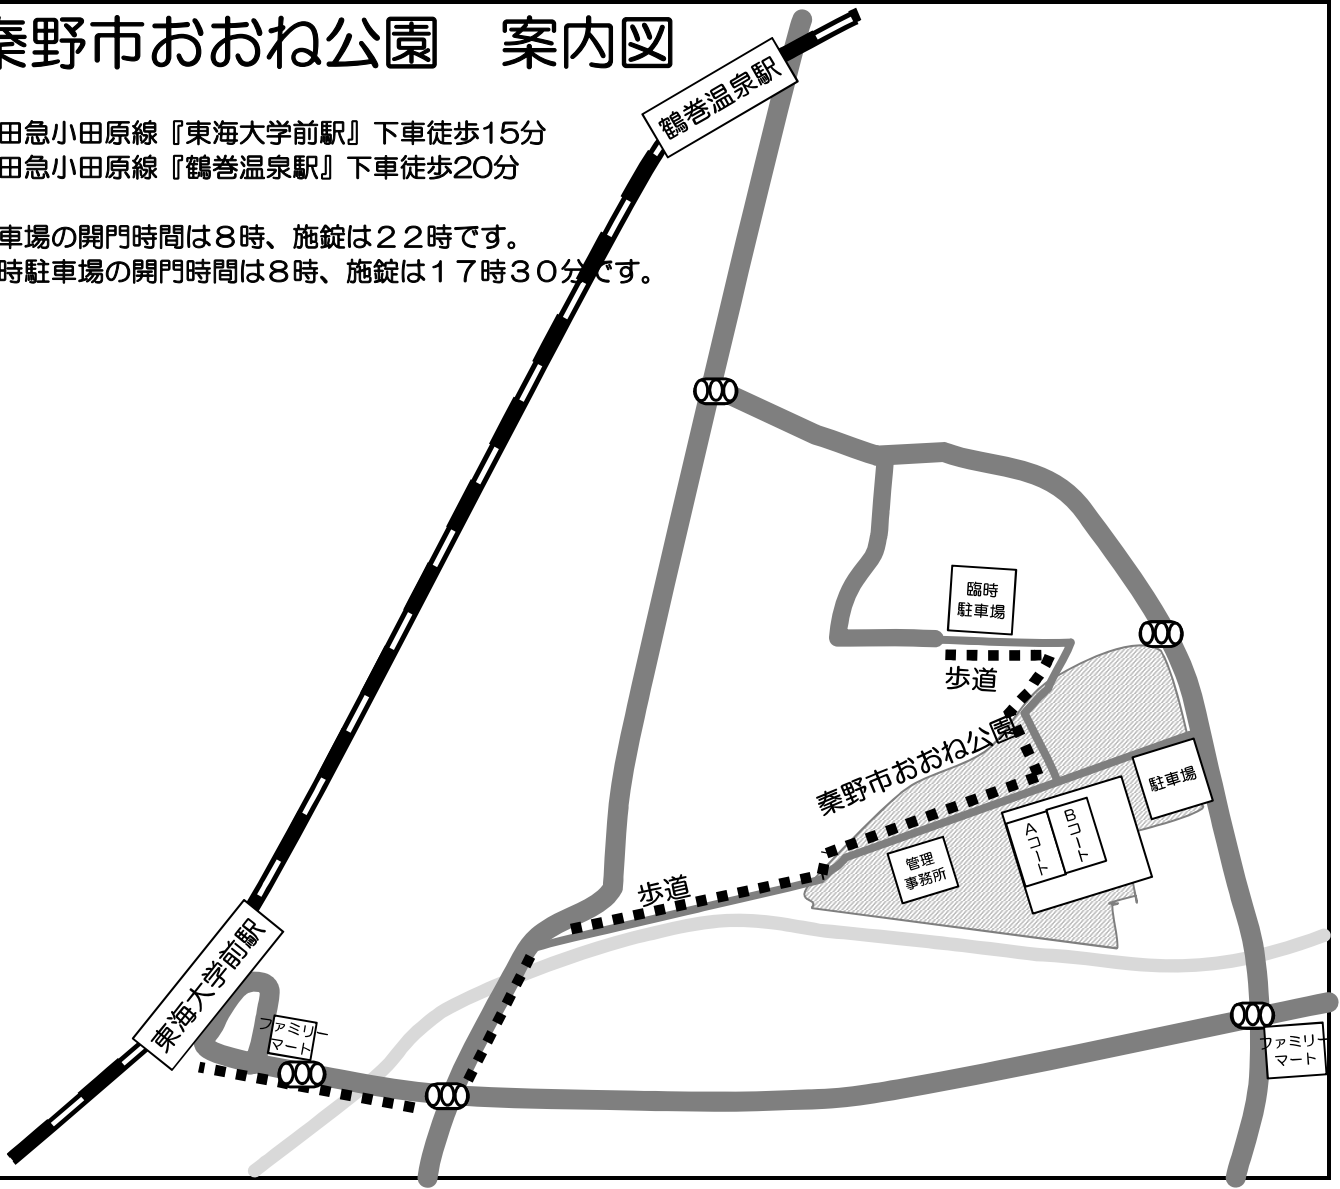 秦野市おおね公園　案内図
田急小田原線『東海大学前駅』下車徒歩15分
田急小田原線『鶴巻温泉駅』下車徒歩20分
車場の開門時間は８時、施錠は２２時です。
時駐車場の開門時間は８時、施錠は１７時３０分です。
鶴巻温泉駅
臨時
駐車場
歩道
秦野市おおね公園
駐車場
Aコート
Bコート
管理
事務所
歩道
東海大学前駅
ファミリー
マート
ファミリー
マート